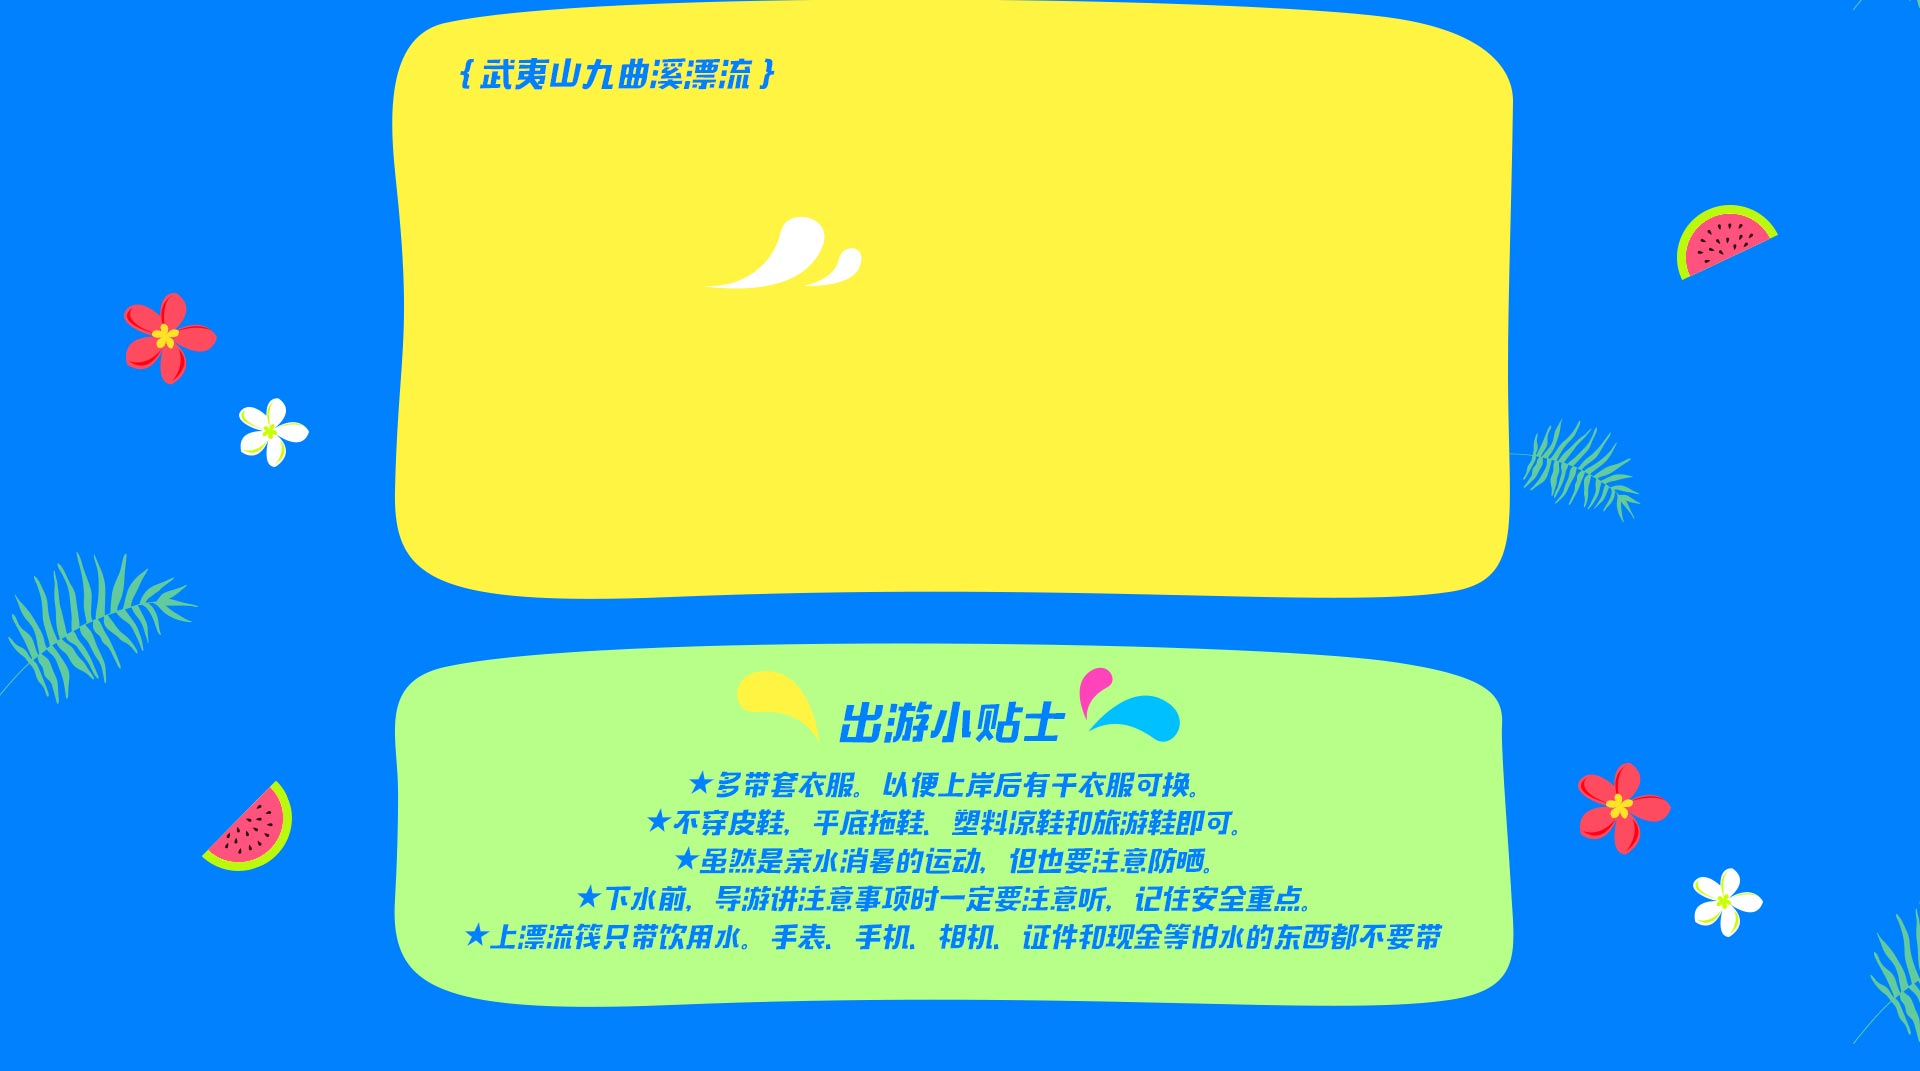 { 武夷山九曲溪漂流 }
出游小贴士
★多带套衣服。以便上岸后有干衣服可换。
★不穿皮鞋，平底拖鞋、塑料凉鞋和旅游鞋即可。
★虽然是亲水消暑的运动，但也要注意防晒。
★下水前，导游讲注意事项时一定要注意听，记住安全重点。
★上漂流筏只带饮用水。手表、手机、相机、证件和现金等怕水的东西都不要带